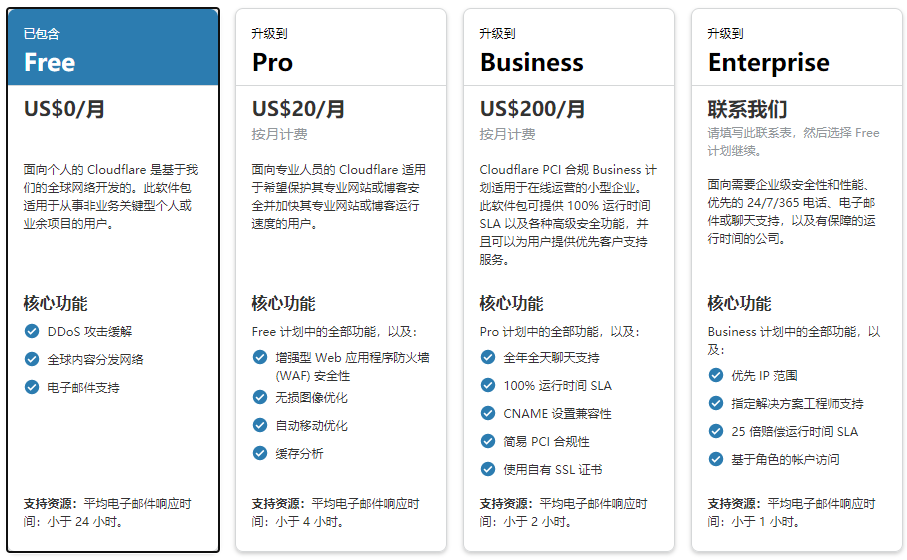 已包含
Free
US$0/月
面向个人的 Cloudflare 是基于我
们的全球网络开发的。此软件包
适用于从事非业务关键型个人或
业余项目的用户。
核心功能
DDoS 攻击缓解
全球内容分发网络
电子邮件支持
支持资源：平均电子邮件响应时
间：小于 24 小时。
升级到
Pro
US$20/月
按月计费
面向专业人员的 Cloudflare 适用
于希望保护其专业网站或博客安
全并加快其专业网站或博客运行
速度的用户。
核心功能
Free 计划中的全部功能，以及：
增强型 Web 应用程序防火墙
(WAF) 安全性
无损图像优化
自动移动优化
缓存分析
支持资源：平均电子邮件响应时
间：小于 4 小时。
升级到
Business
US$200/月
按月计费
Cloudflare PCI 合规 Business 计
划适用于在线运营的小型企业。
此软件包可提供 100% 运行时间
SLA 以及各种高级安全功能，并
且可以为用户提供优先客户支持
服务。
核心功能
Pro 计划中的全部功能，以及：
全年全天聊天支持
100% 运行时间 SLA
CNAME 设置兼容性
简易 PCI 合规性
使用自有 SSL 证书
支持资源：平均电子邮件响应时
间：小于 2 小时。
升级到
Enterprise
联系我们
请填写此联系表，然后选择 Free
计划继续。
面向需要企业级安全性和性能、
优先的 24/7/365 电话、电子邮
件或聊天支持，以及有保障的运
行时间的公司。
核心功能
Business 计划中的全部功能，以
及：
优先 IP 范围
指定解决方案工程师支持
25 倍赔偿运行时间 SLA
基于角色的帐户访问
支持资源：平均电子邮件响应时
间：小于 1 小时。